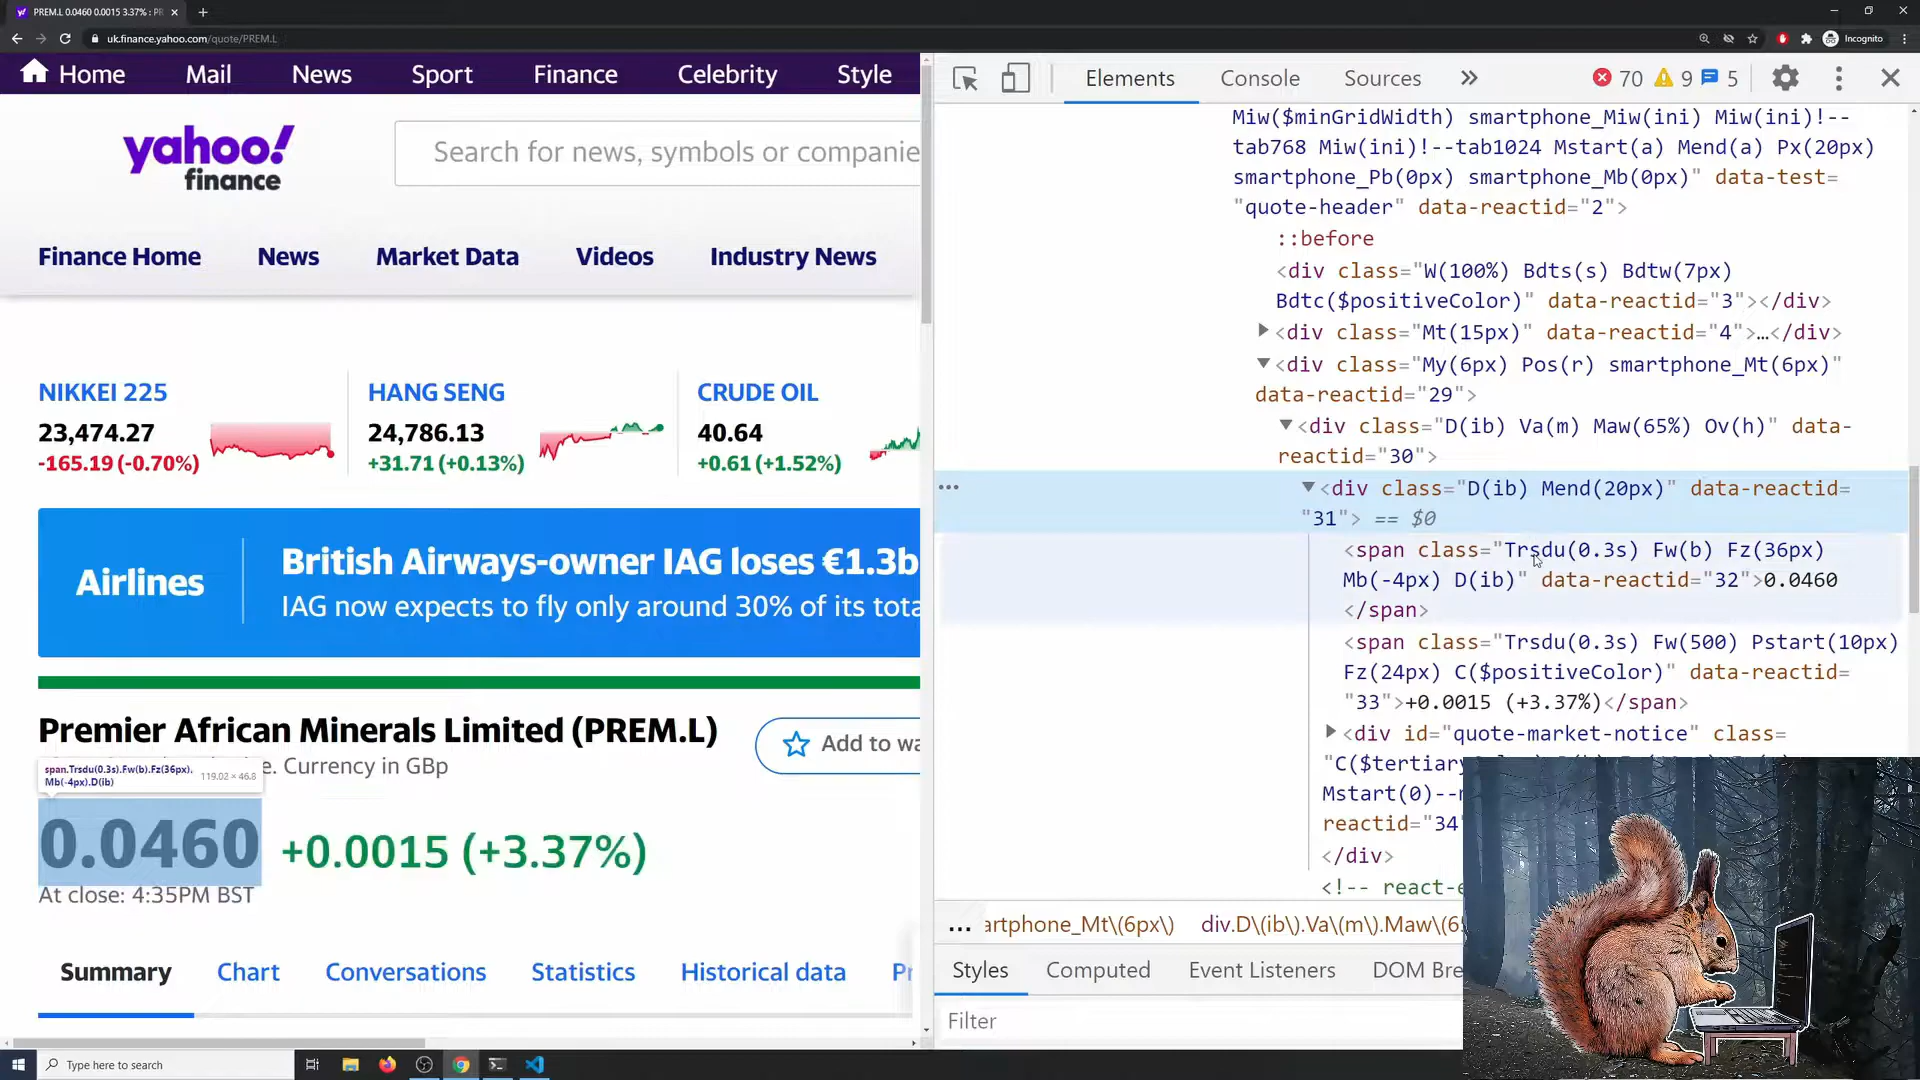 PREM.L 0.0460 0.0015 3.37% : PR
uk.finance.yahoo.com/quote/PREM.L
Incognito
Home Mail News Sport Finance Celebrity Style
yahoo!
finance
Search for news, symbols or companie
Finance Home News Market Data Videos Industry News
NIKKEI 225
23,474.27
-165.19 (-0.70%)
HANG SENG
24,786.13
+31.71 (+0.13%)
CRUDE OIL
40.64
+0.61 (+1.52%)
Airlines
British Airways-owner IAG loses €1.3b
IAG now expects to fly only around 30% of its tota
Premier African Minerals Limited (PREM.L)
Add to wa
e. Currency in GBp
span.Trsdu(0.3s).Fw(b).Fz(36px).
Mb(-4px).D(ib)
119.02 × 46.8
0.0460 +0.0015 (+3.37%)
At close: 4:35PM BST
Summary Chart Conversations Statistics Historical data Pr
Elements Console Sources 70 9 5
Miw($minGridWidth) smartphone_Miw(ini) Miw(ini)!--
tab768 Miw(ini)!--tab1024 Mstart(a) Mend(a) Px(20px)
smartphone_Pb(0px) smartphone_Mb(0px)" data-test=
"quote-header" data-reactid="2">
::before
<div class="W(100%) Bdts(s) Bdtw(7px)
Bdtc($positiveColor)" data-reactid="3"></div>
<div class="Mt(15px)" data-reactid="4">…</div>
<div class="My(6px) Pos(r) smartphone_Mt(6px)"
data-reactid="29">
<div class="D(ib) Va(m) Maw(65%) Ov(h)" data-
reactid="30">
<div class="D(ib) Mend(20px)" data-reactid=
"31"> == $0
<span class="Trsdu(0.3s) Fw(b) Fz(36px)
Mb(-4px) D(ib)" data-reactid="32">0.0460
</span>
<span class="Trsdu(0.3s) Fw(500) Pstart(10px)
Fz(24px) C($positiveColor)" data-reactid=
"33">+0.0015 (+3.37%)</span>
<div id="quote-market-notice" class=
"C($tertiary
Mstart(0)--
reactid="34"
</div>
<!-- react-e
... artphone_Mt\(6px\) div.D\(ib\).Va\(m\).Maw\(6
Styles Computed Event Listeners DOM Bre
Filter
Type here to search